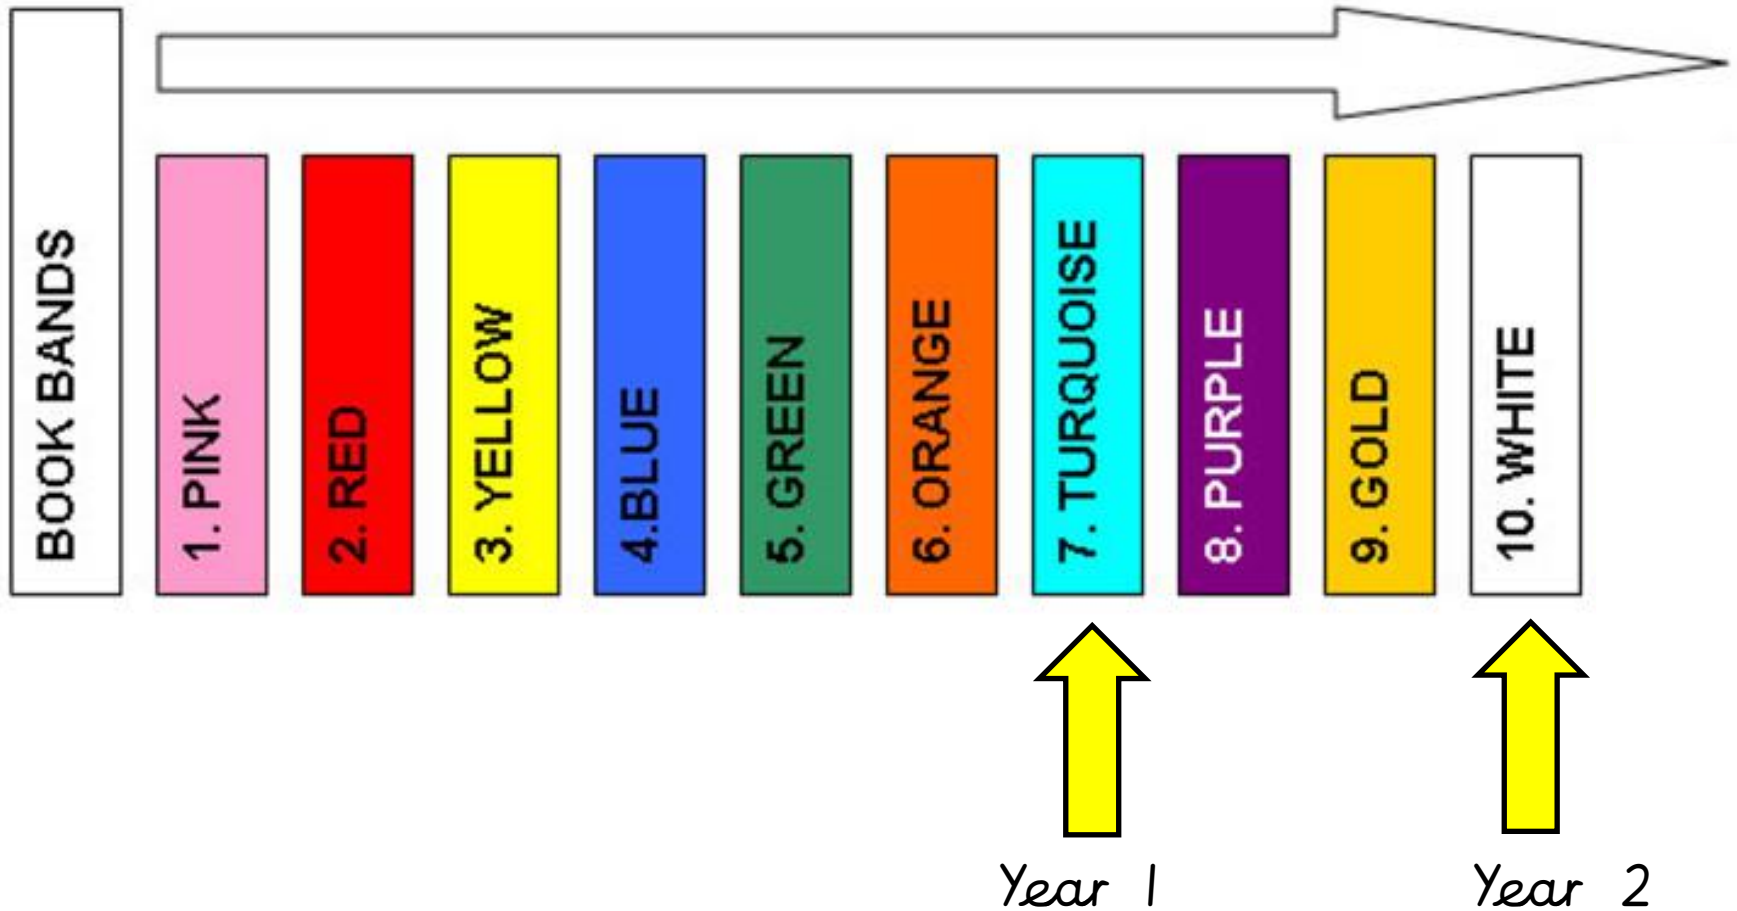 BOOK BANDS
1. PINK
2. RED
3. YELLOW
4.BLUE
5. GREEN
6. ORANGE
7. TURQUOISE
8. PURPLE
9. GOLD
10. WHITE
Year 1
Year 2